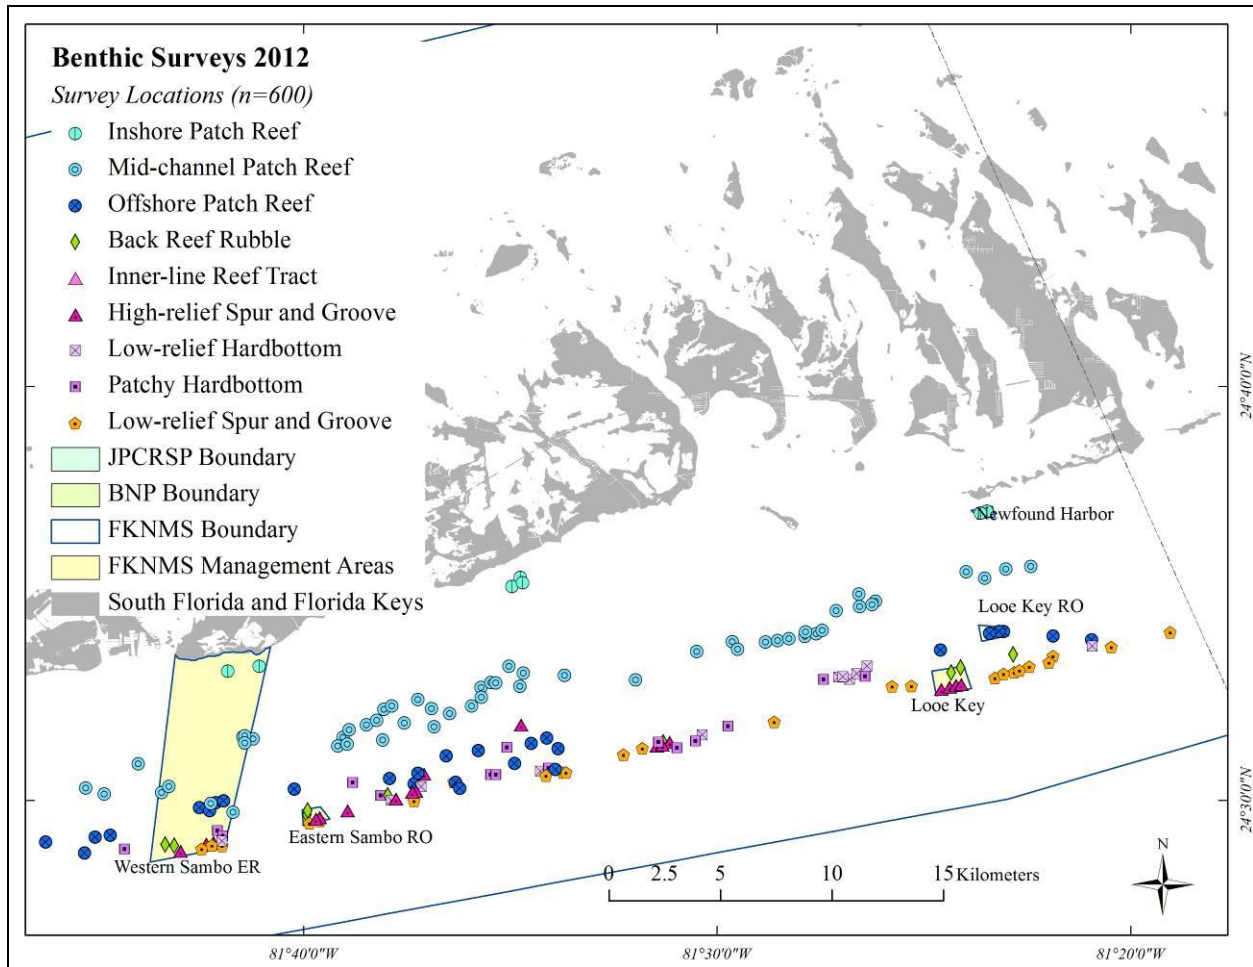 Benthic Surveys 2012
Survey Locations (n=600)
Inshore Patch Reef
Mid-channel Patch Reef
Offshore Patch Reef
Back Reef Rubble
Inner-line Reef Tract
High-relief Spur and Groove
Low-relief Hardbottom
Patchy Hardbottom
Low-relief Spur and Groove
JPCRSP Boundary
BNP Boundary
FKNMS Boundary
FKNMS Management Areas
South Florida and Florida Keys
24°40'0"N
Newfound Harbor
Looe Key RO
Looe Key
24°30'0"N
Eastern Sambo RO
Western Sambo ER
0 2.5 5 10 15 Kilometers
N
81°40'0"W 81°30'0"W 81°20'0"W